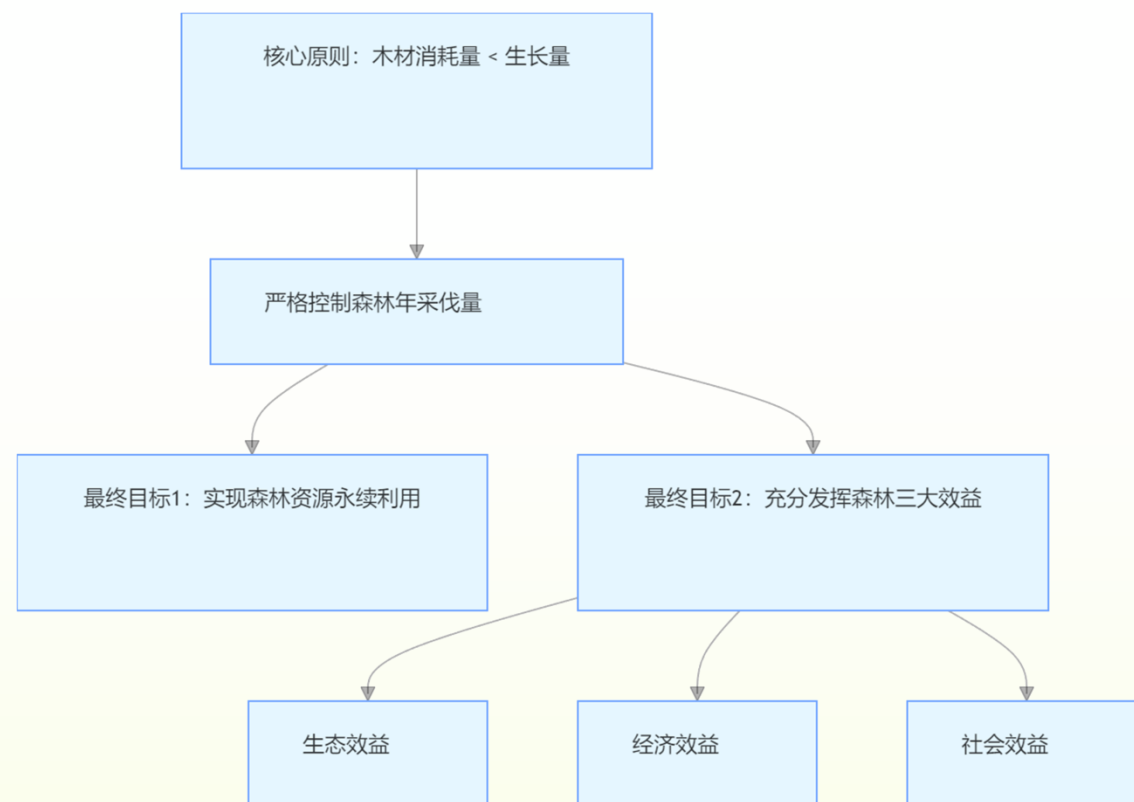 核心原则：木材消耗量 < 生长量
严格控制森林年采伐量
最终目标1：实现森林资源永续利用
最终目标2：充分发挥森林三大效益
生态效益
经济效益
社会效益